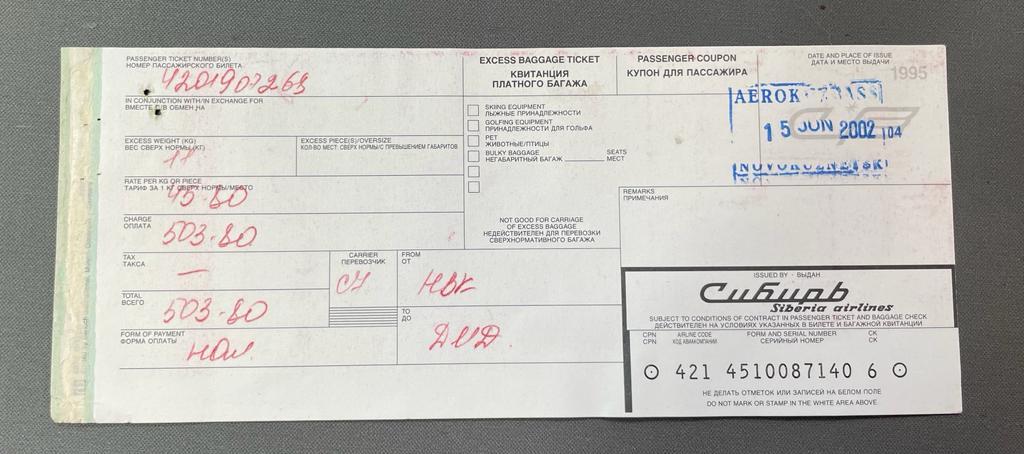 PASSENGER TICKET NUMBER(S)
НОМЕР ПАССАЖИРСКОГО БИЛЕТА
4201907265
IN CONJUNCTION WITH/IN EXCHANGE FOR
ВМЕСТЕ С/В ОБМЕН НА
EXCESS WEIGHT (KG)
ВЕС СВЕРХ НОРМЫ (КГ)
11
EXCESS PIECE(S)/OVERSIZE
КОЛ-ВО МЕСТ. СВЕРХ НОРМЫ/С ПРЕВЫШЕНИЕМ ГАБАРИТОВ
RATE PER KG OR PIECE
ТАРИФ ЗА 1 КГ СВЕРХ НОРМЫ/МЕСТО
45-80
CHARGE
ОПЛАТА
503-80
TAX
ТАКСА
—
TOTAL
ВСЕГО
503-80
FORM OF PAYMENT
ФОРМА ОПЛАТЫ
НАЛ
CARRIER
ПЕРЕВОЗЧИК
С7
FROM
ОТ
НВК
TO
ДО
ДМД.
EXCESS BAGGAGE TICKET
КВИТАНЦИЯ
ПЛАТНОГО БАГАЖА
SKIING EQUIPMENT
ЛЫЖНЫЕ ПРИНАДЛЕЖНОСТИ
GOLFING EQUIPMENT
ПРИНАДЛЕЖНОСТИ ДЛЯ ГОЛЬФА
PET
ЖИВОТНЫЕ/ПТИЦЫ
BULKY BAGGAGE
НЕГАБАРИТНЫЙ БАГАЖ
SEATS
МЕСТ
NOT GOOD FOR CARRIAGE
OF EXCESS BAGGAGE
НЕДЕЙСТВИТЕЛЕН ДЛЯ ПЕРЕВОЗКИ
СВЕРХНОРМАТИВНОГО БАГАЖА
PASSENGER COUPON
КУПОН ДЛЯ ПАССАЖИРА
DATE AND PLACE OF ISSUE
ДАТА И МЕСТО ВЫДАЧИ
1995
AEROKUZBASS
15 JUN 2002 104
NOVOKUZNETSK
REMARKS
ПРИМЕЧАНИЯ
ISSUED BY - ВЫДАН
Сибирь
Siberia airlines
SUBJECT TO CONDITIONS OF CONTRACT IN PASSENGER TICKET AND BAGGAGE CHECK
ДЕЙСТВИТЕЛЕН НА УСЛОВИЯХ УКАЗАННЫХ В БИЛЕТЕ И БАГАЖНОЙ КВИТАНЦИИ
CPN AIRLINE CODE FORM AND SERIAL NUMBER CK
CPN КОД АВИАКОМПАНИИ СЕРИЙНЫЙ НОМЕР СК
421 4510087140 6
НЕ ДЕЛАТЬ ОТМЕТОК ИЛИ ЗАПИСЕЙ НА БЕЛОМ ПОЛЕ
DO NOT MARK OR STAMP IN THE WHITE AREA ABOVE